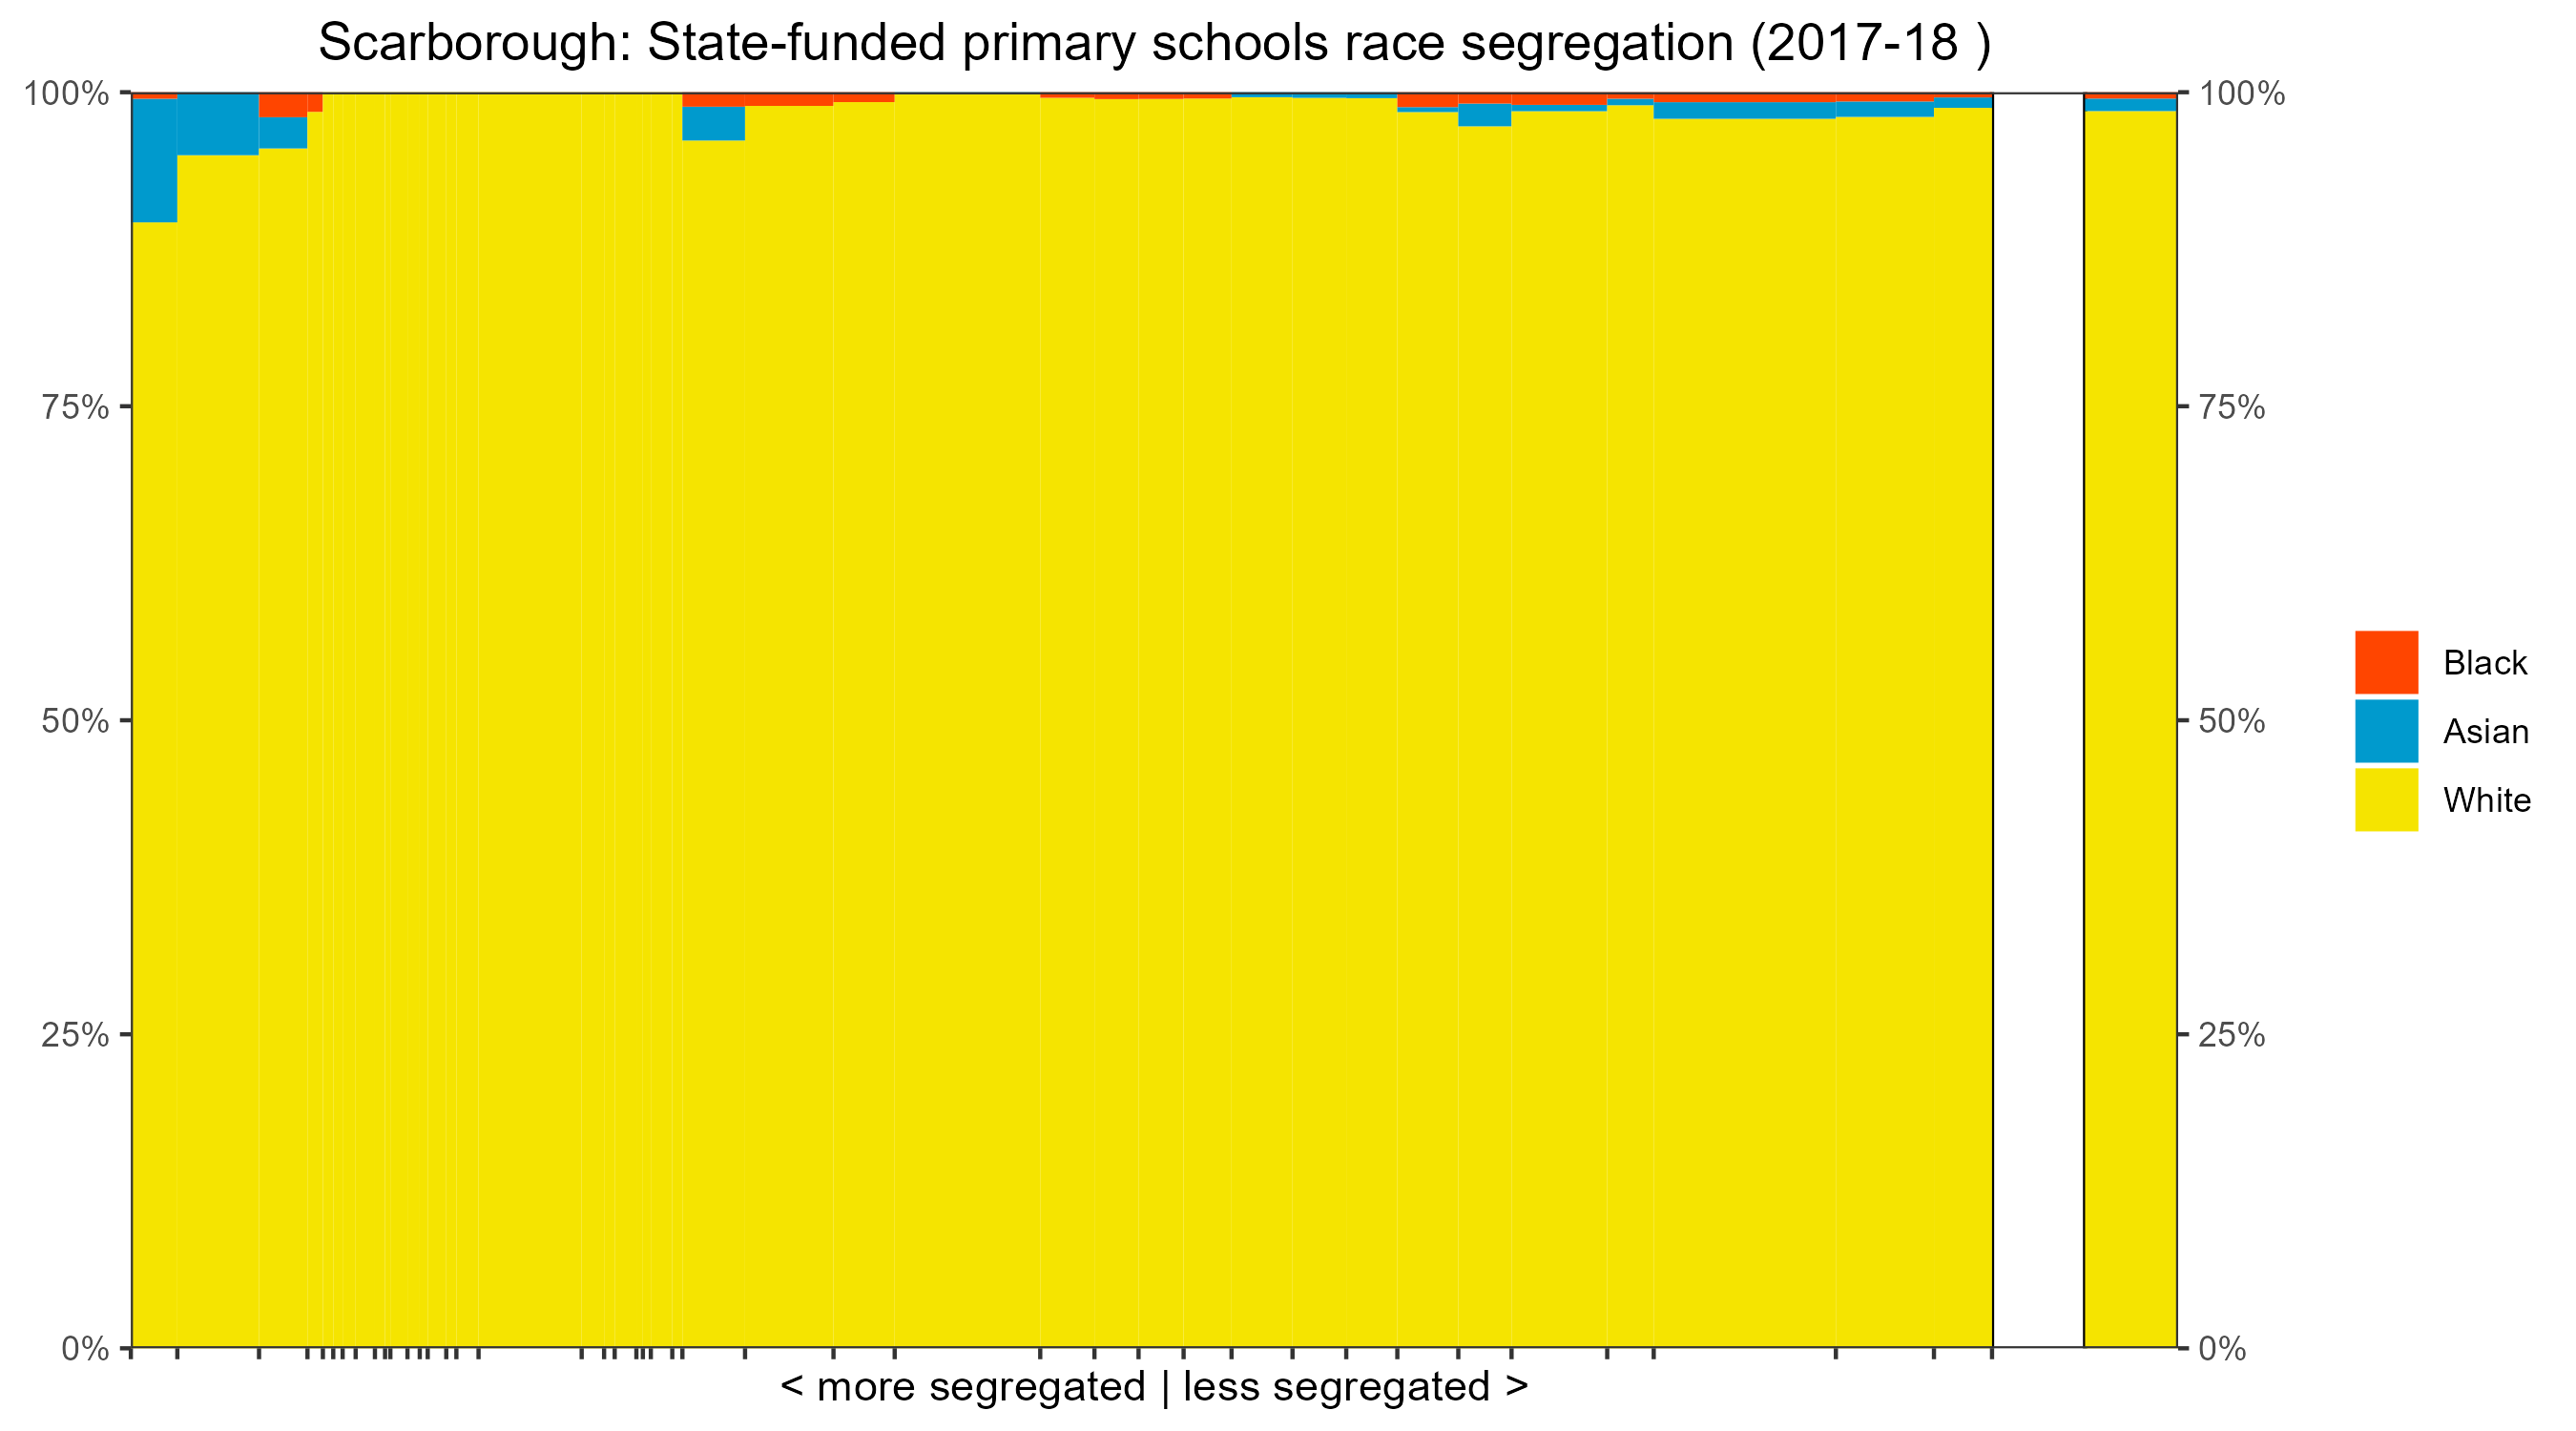 Scarborough: State-funded primary schools race segregation (2017-18 )
100%
75%
50%
25%
0%
100%
75%
50%
25%
0%
< more segregated | less segregated >
Black
Asian
White